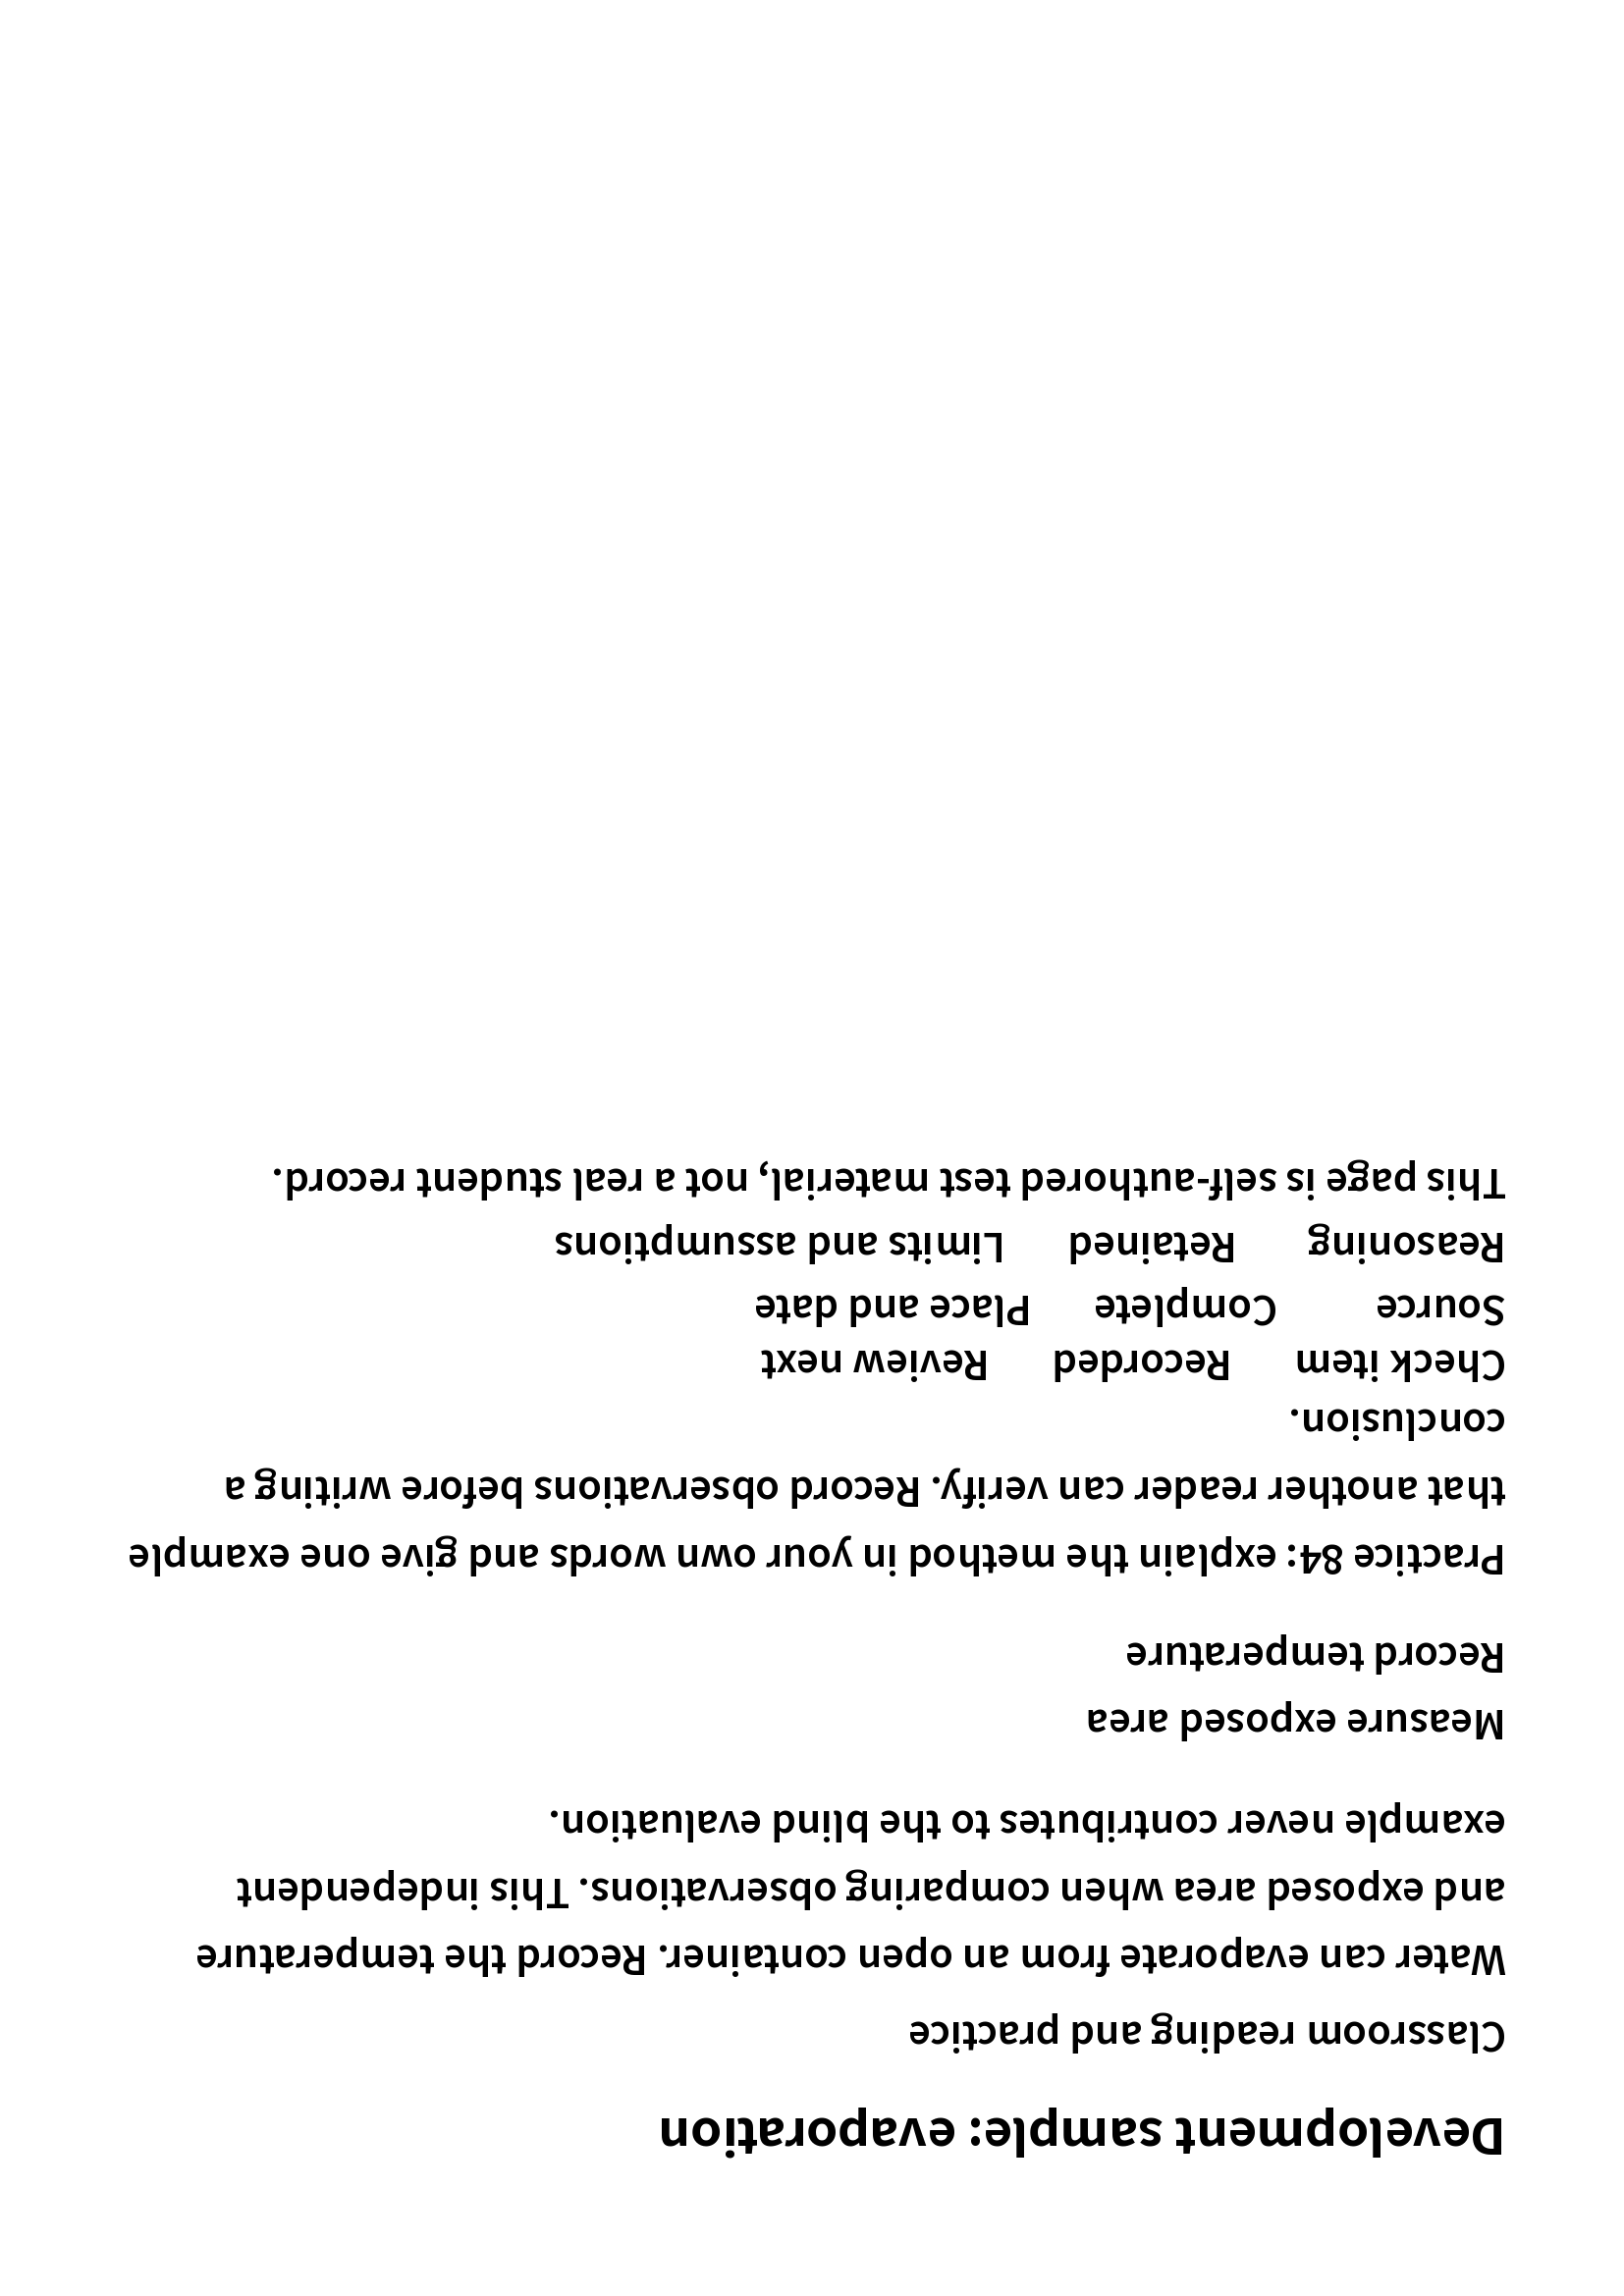 Development sample: evaporation
Classroom reading and practice
Water can evaporate from an open container. Record the temperature
and exposed area when comparing observations. This independent
example never contributes to the blind evaluation.
Measure exposed area
Record temperature
Practice 84: explain the method in your own words and give one example
that another reader can verify. Record observations before writing a
conclusion.
Check item Recorded Review next
Source Complete Place and date
Reasoning Retained Limits and assumptions
This page is self-authored test material, not a real student record.